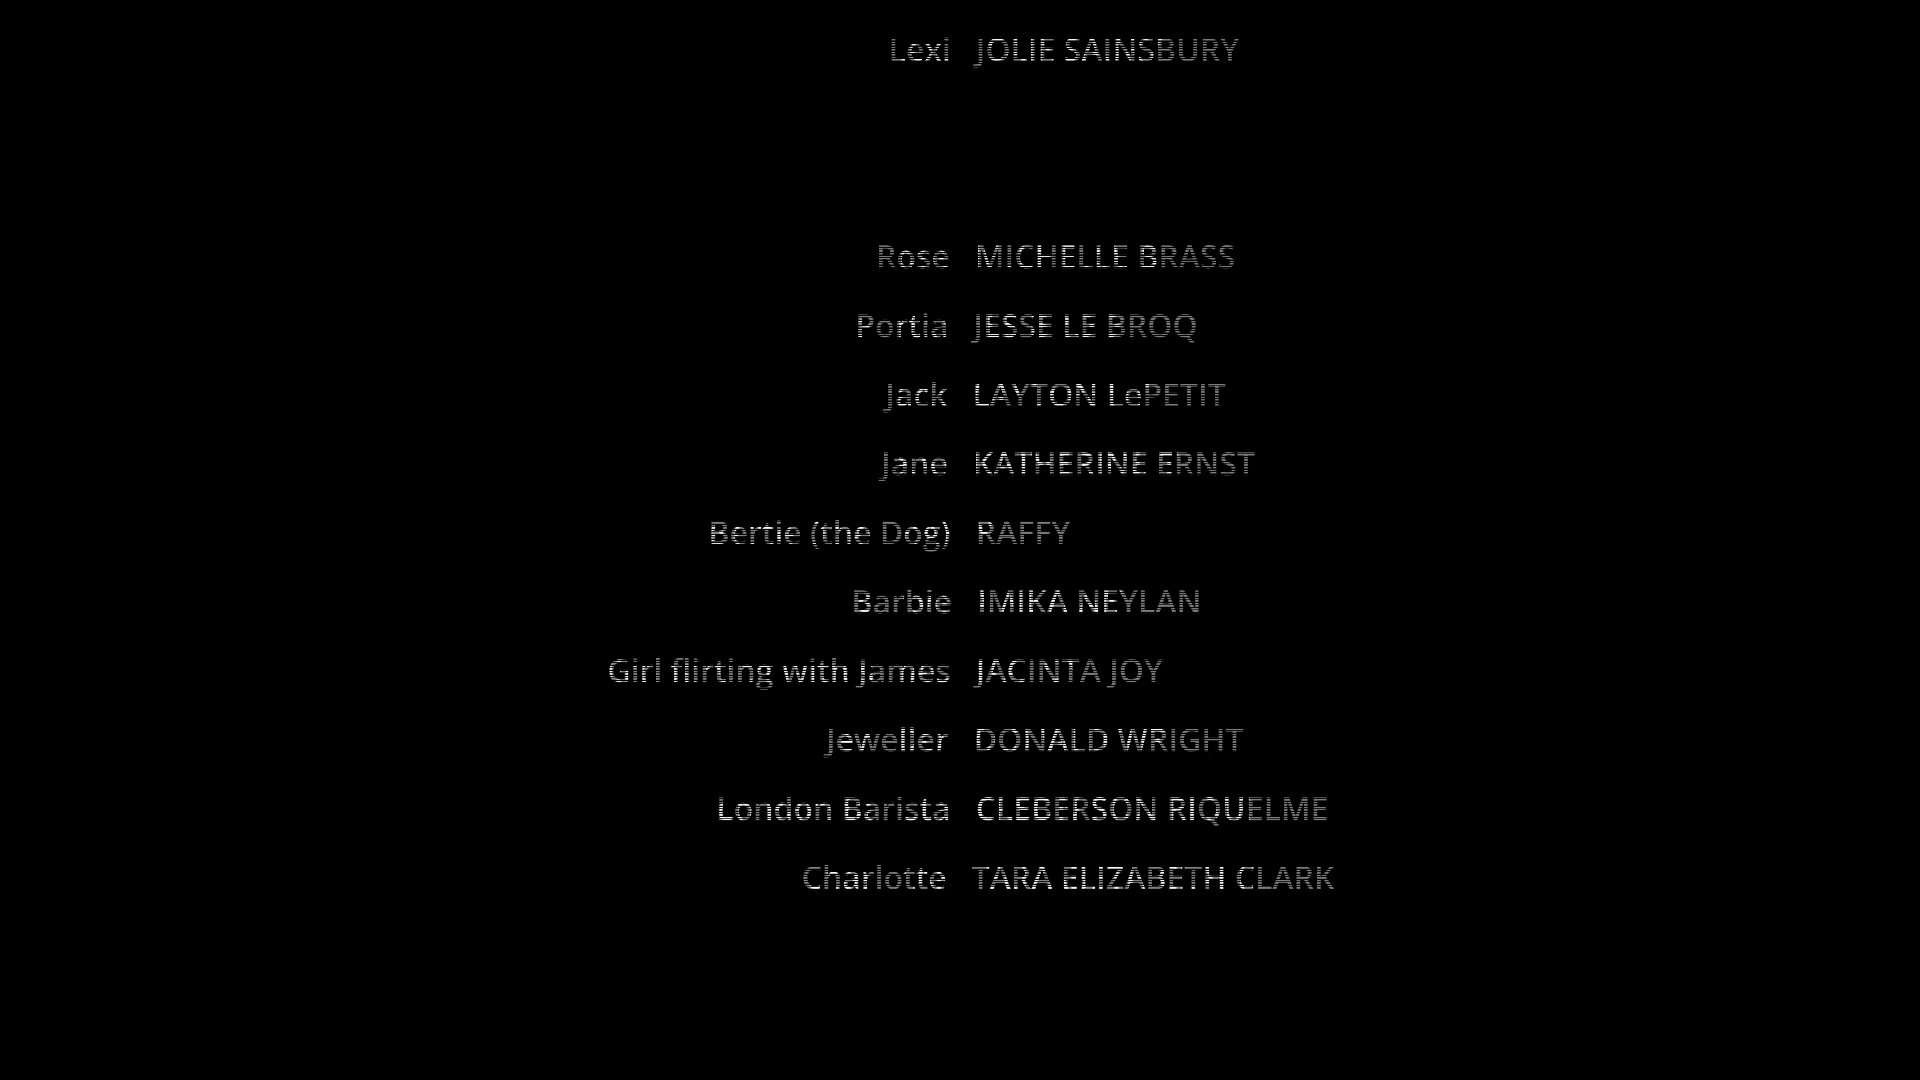 Lexi JOLIE SAINSBURY
Rose MICHELLE BRASS
Portia JESSE LE BROQ
Jack LAYTON LePETIT
Jane KATHERINE ERNST
Bertie (the Dog) RAFFY
Barbie IMIKA NEYLAN
Girl flirting with James JACINTA JOY
Jeweller DONALD WRIGHT
London Barista CLEBERSON RIQUELME
Charlotte TARA ELIZABETH CLARK